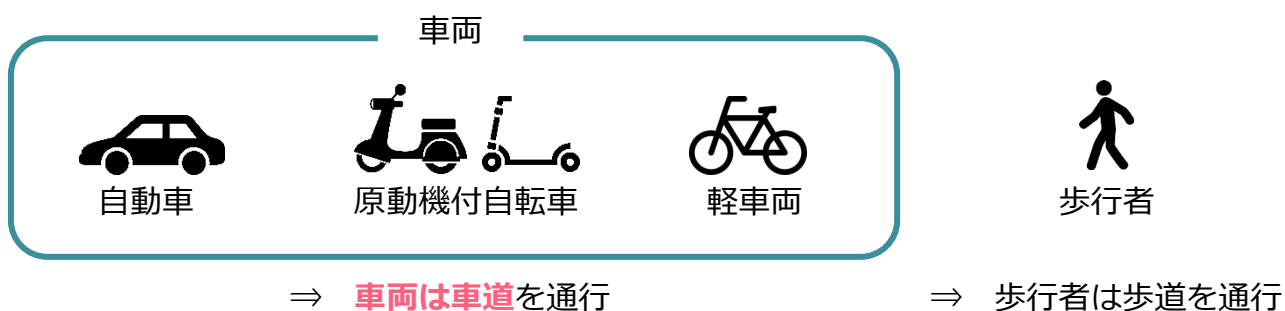 車両
自動車
原動機付自転車
軽車両
歩行者
⇒ 車両は車道を通行
⇒ 歩行者は歩道を通行